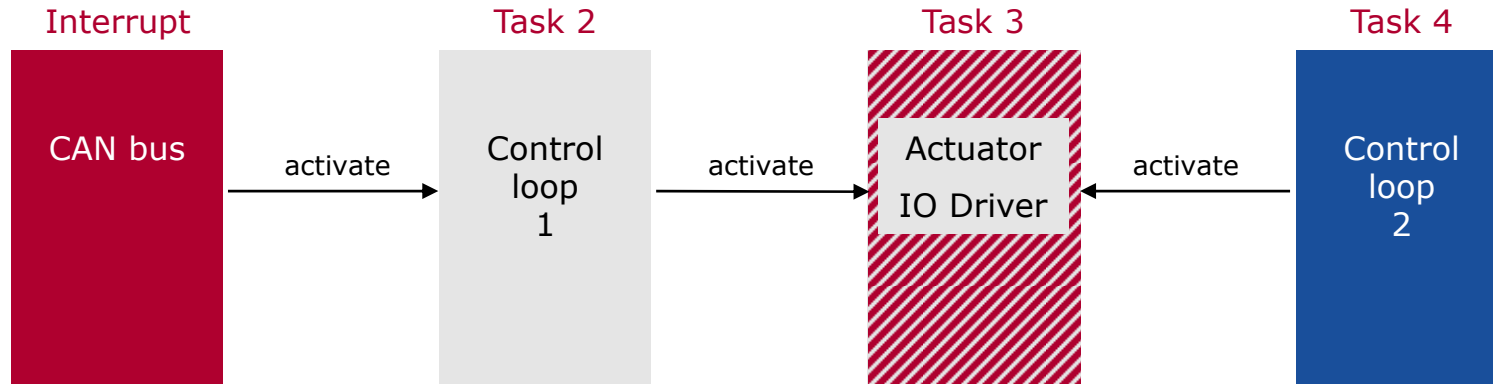 Interrupt
Task 2
Task 3
Task 4
CAN bus
activate
Control
loop
1
activate
Actuator
IO Driver
activate
Control
loop
2